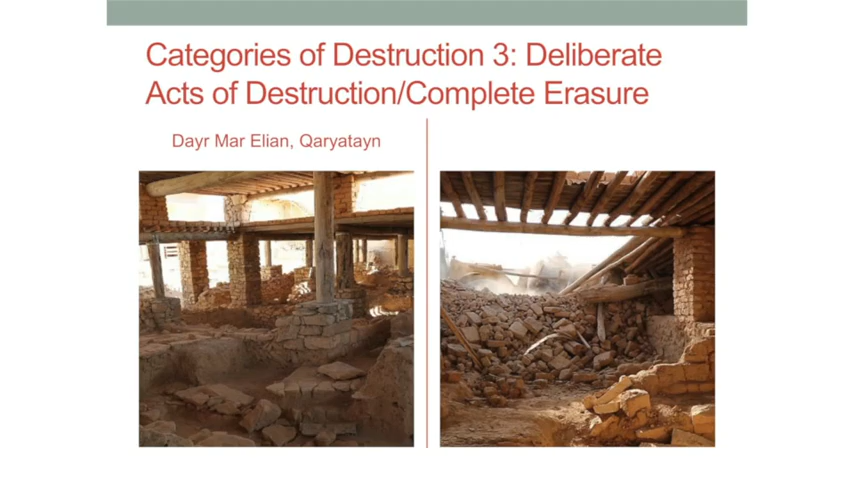 Categories of Destruction 3: Deliberate
Acts of Destruction/Complete Erasure
Dayr Mar Elian, Qaryatayn